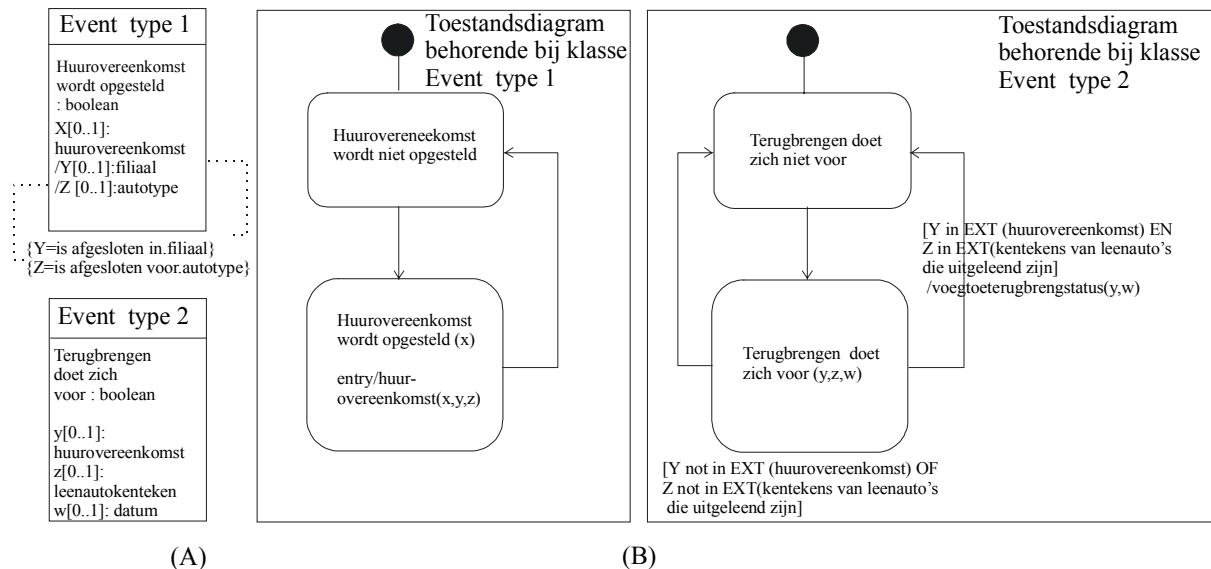 Event type 1
Huurovereenkomst
wordt opgesteld
: boolean
X[0..1]:
huurovereenkomst
/Y[0..1]:filiaal
/Z [0..1]:autotype
{Y=is afgesloten in.filiaal}
{Z=is afgesloten voor.autotype}
Event type 2
Terugbrengen
doet zich
voor : boolean
y[0..1]:
huurovereenkomst
z[0..1]:
leenautokenteken
w[0..1]: datum
(A)
Toestandsdiagram
behorende bij klasse
Event type 1
Huurovereneekomst
wordt niet opgesteld
Huurovereenkomst
wordt opgesteld (x)
entry/huur-
overeenkomst(x,y,z)
Toestandsdiagram
behorende bij klasse
Event type 2
Terugbrengen doet
zich niet voor
[Y in EXT (huurovereenkomst) EN
Z in EXT(kentekens van leenauto's
die uitgeleend zijn]
/voegtoeterugbrengstatus(y,w)
Terugbrengen doet
zich voor (y,z,w)
[Y not in EXT (huurovereenkomst) OF
Z not in EXT(kentekens van leenauto's
die uitgeleend zijn]
(B)